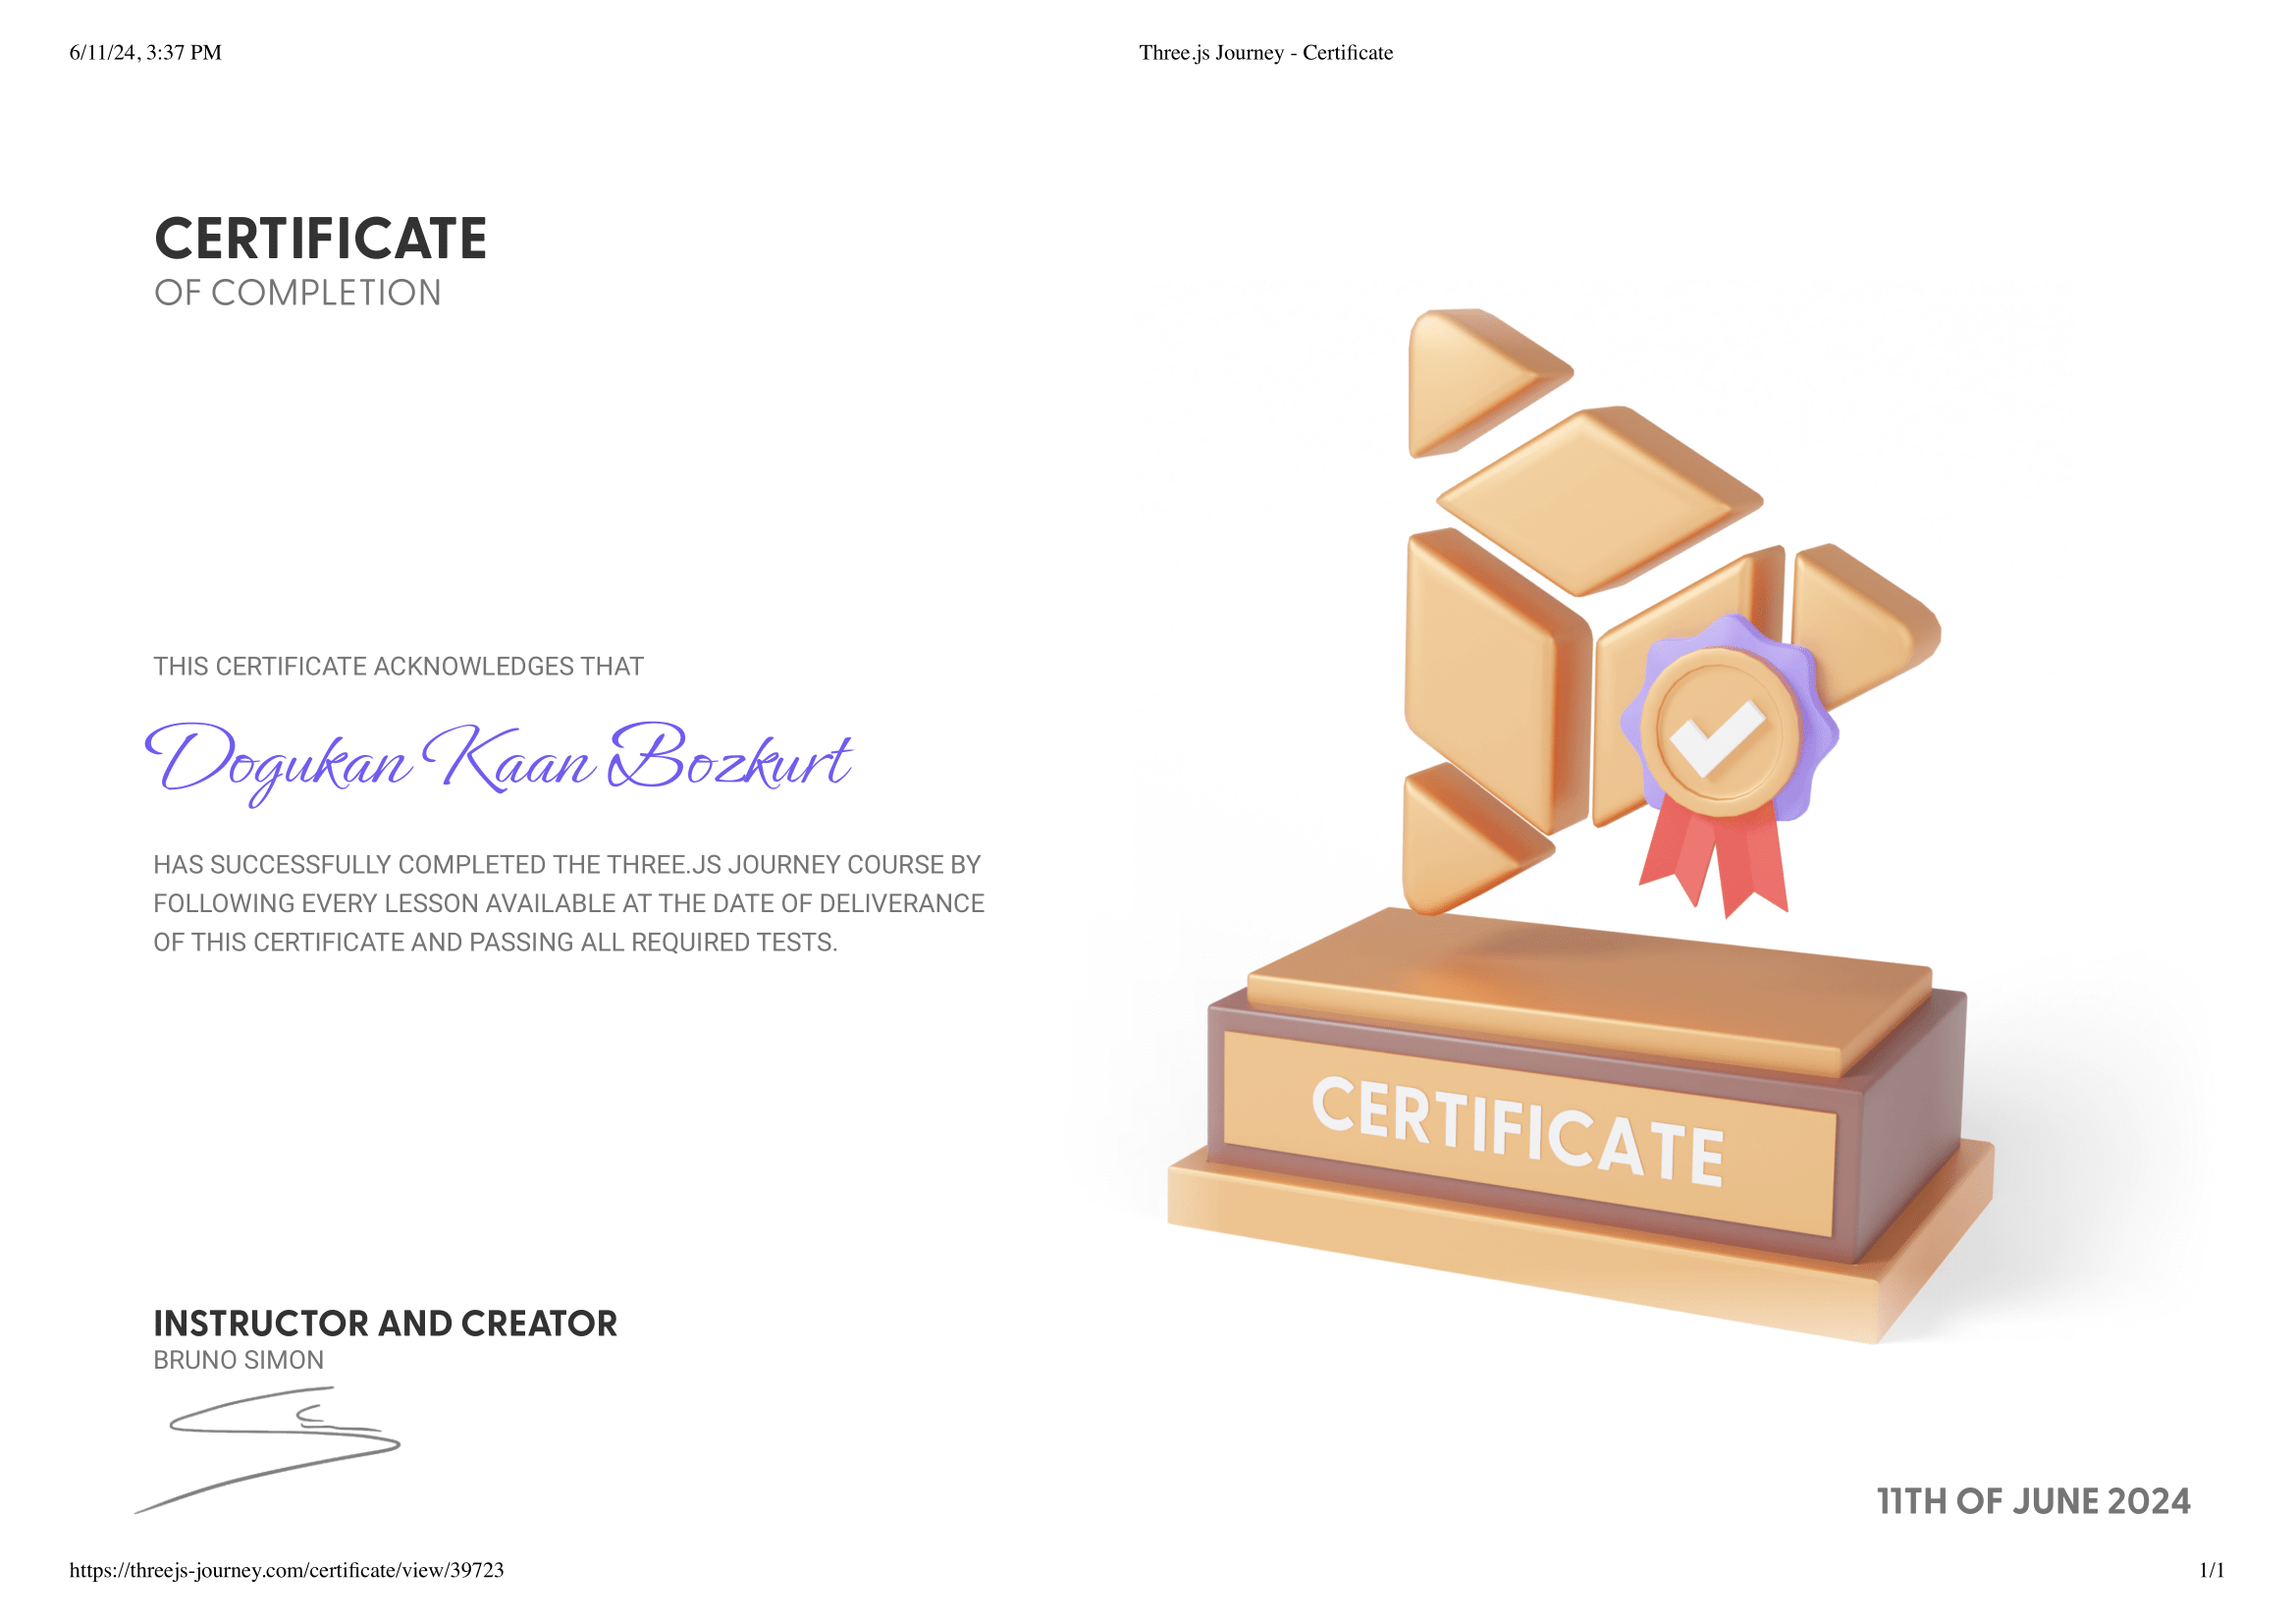 6/11/24, 3:37 PM
Three.js Journey - Certificate
CERTIFICATE
OF COMPLETION
THIS CERTIFICATE ACKNOWLEDGES THAT
Dogukan Kaan Bozkurt
HAS SUCCESSFULLY COMPLETED THE THREE.JS JOURNEY COURSE BY
FOLLOWING EVERY LESSON AVAILABLE AT THE DATE OF DELIVERANCE
OF THIS CERTIFICATE AND PASSING ALL REQUIRED TESTS.
CERTIFICATE
INSTRUCTOR AND CREATOR
BRUNO SIMON
11TH OF JUNE 2024
https://threejs-journey.com/certificate/view/39723
1/1